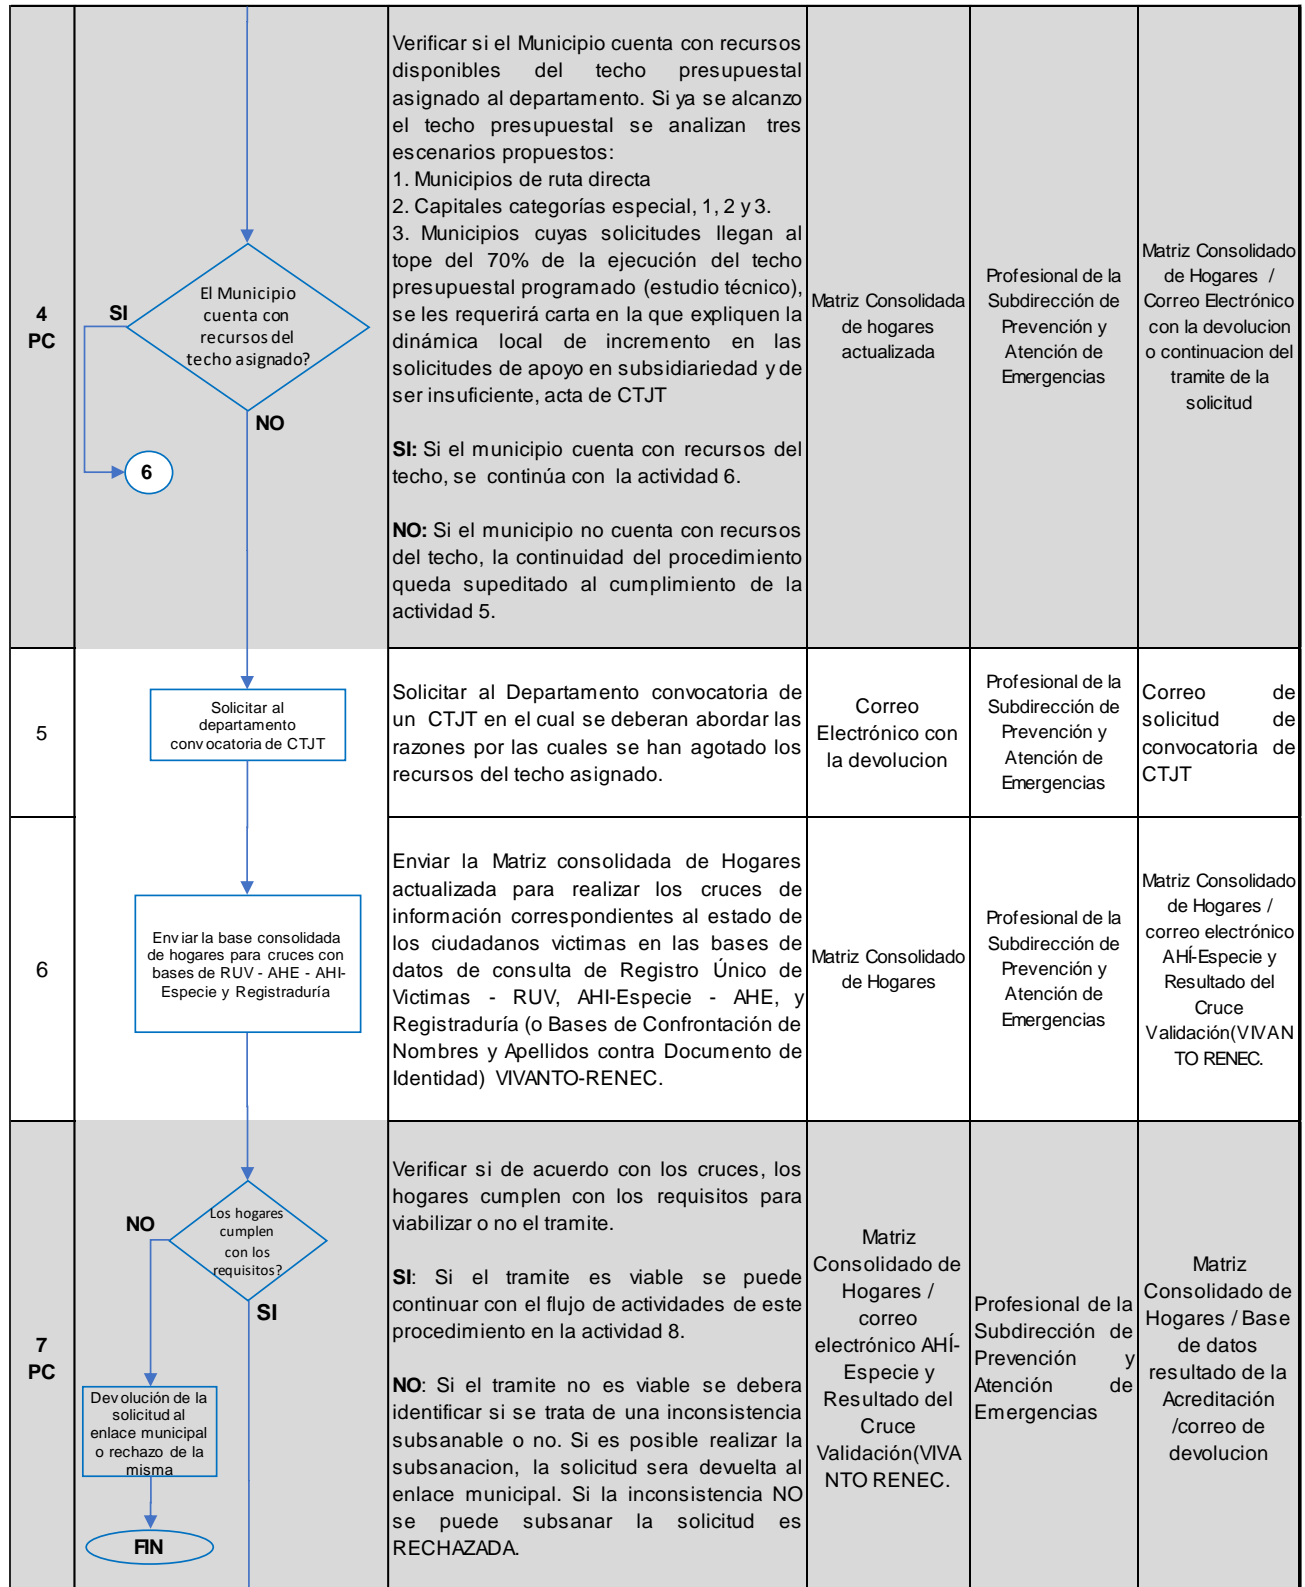 4
PC
SI
El Municipio
cuenta con
recursos del
techo asignado?
NO
6
Verificar si el Municipio cuenta con recursos
disponibles del techo presupuestal
asignado al departamento. Si ya se alcanzo
el techo presupuestal se analizan tres
escenarios propuestos:
1. Municipios de ruta directa
2. Capitales categorías especial, 1, 2 y 3.
3. Municipios cuyas solicitudes llegan al
tope del 70% de la ejecución del techo
presupuestal programado (estudio técnico),
se les requerirá carta en la que expliquen la
dinámica local de incremento en las
solicitudes de apoyo en subsidiariedad y de
ser insuficiente, acta de CTJT
SI: Si el municipio cuenta con recursos del
techo, se continúa con la actividad 6.
NO: Si el municipio no cuenta con recursos
del techo, la continuidad del procedimiento
queda supeditado al cumplimiento de la
actividad 5.
Matriz Consolidada
de hogares
actualizada
Profesional de la
Subdirección de
Prevención y
Atención de
Emergencias
Matriz Consolidado
de Hogares /
Correo Electrónico
con la devolucion
o continuacion del
tramite de la
solicitud
5
Solicitar al
departamento
convocatoria de CTJT
Solicitar al Departamento convocatoria de
un CTJT en el cual se deberan abordar las
razones por las cuales se han agotado los
recursos del techo asignado.
Correo
Electrónico con
la devolucion
Profesional de la
Subdirección de
Prevención y
Atención de
Emergencias
Correo de
solicitud de
convocatoria de
CTJT
6
Enviar la base consolidada
de hogares para cruces con
bases de RUV - AHE - AHI-
Especie y Registraduría
Enviar la Matriz consolidada de Hogares
actualizada para realizar los cruces de
información correspondientes al estado de
los ciudadanos victimas en las bases de
datos de consulta de Registro Único de
Victimas - RUV, AHI-Especie - AHE, y
Registraduría (o Bases de Confrontación de
Nombres y Apellidos contra Documento de
Identidad) VIVANTO-RENEC.
Matriz Consolidado
de Hogares
Profesional de la
Subdirección de
Prevención y
Atención de
Emergencias
Matriz Consolidado
de Hogares /
correo electrónico
AHÍ-Especie y
Resultado del
Cruce
Validación(VIVAN
TO RENEC.
7
PC
NO
Los hogares
cumplen
con los
requisitos?
SI
Devolución de la
solicitud al
enlace municipal
o rechazo de la
misma
FIN
Verificar si de acuerdo con los cruces, los
hogares cumplen con los requisitos para
viabilizar o no el tramite.
SI: Si el tramite es viable se puede
continuar con el flujo de actividades de este
procedimiento en la actividad 8.
NO: Si el tramite no es viable se debera
identificar si se trata de una inconsistencia
subsanable o no. Si es posible realizar la
subsanacion, la solicitud sera devuelta al
enlace municipal. Si la inconsistencia NO
se puede subsanar la solicitud es
RECHAZADA.
Matriz
Consolidado de
Hogares /
correo
electrónico AHÍ-
Especie y
Resultado del
Cruce
Validación(VIVA
NTO RENEC.
Profesional de la
Subdirección de
Prevención y
Atención de
Emergencias
Matriz
Consolidado de
Hogares / Base
de datos
resultado de la
Acreditación
/correo de
devolucion